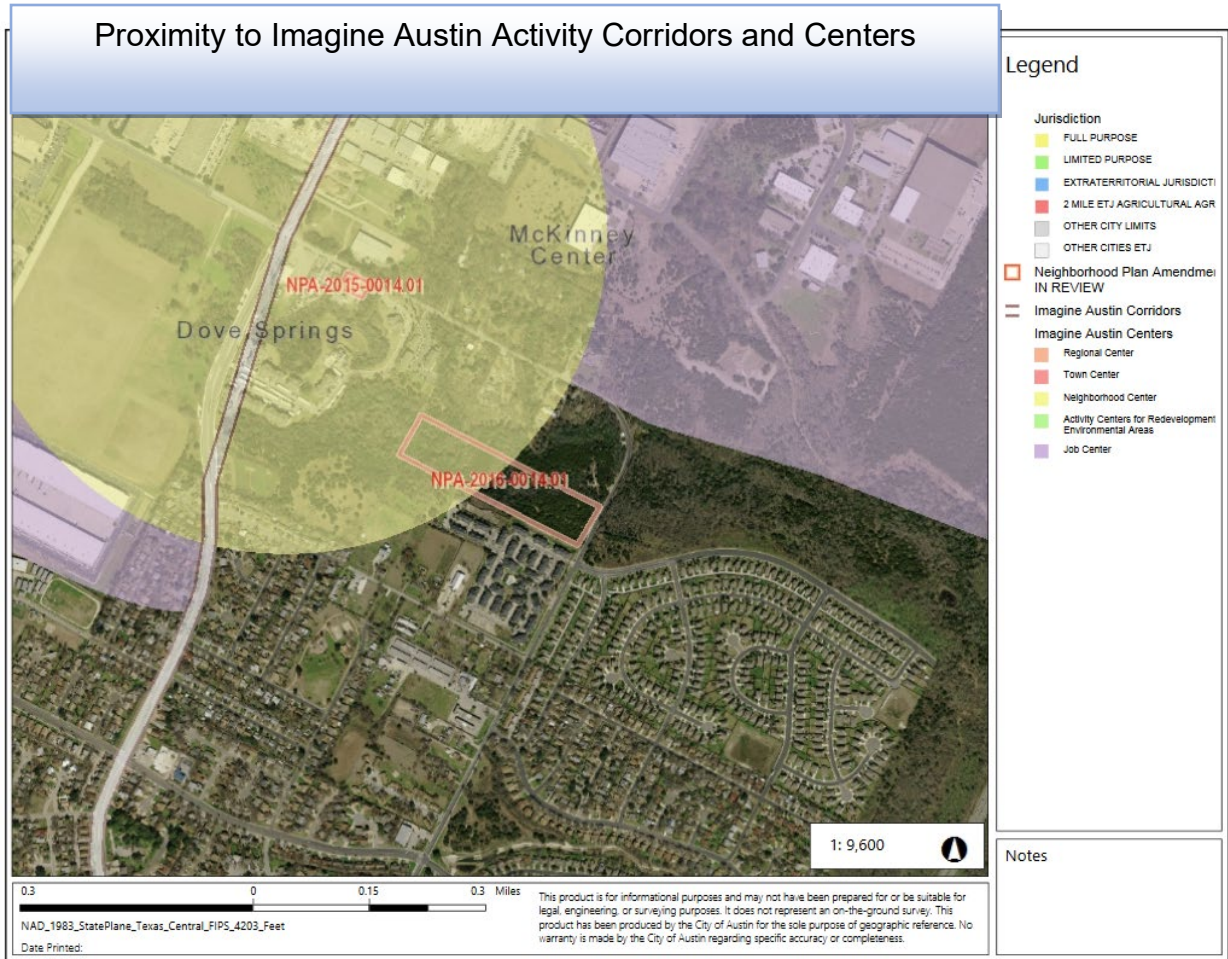 Proximity to Imagine Austin Activity Corridors and Centers
Legend
Jurisdiction
FULL PURPOSE
LIMITED PURPOSE
EXTRATERRITORIAL JURISDICTI
2 MILE ETJ AGRICULTURAL AGR
OTHER CITY LIMITS
OTHER CITIES ETJ
Neighborhood Plan Amendmei
IN REVIEW
Imagine Austin Corridors
Imagine Austin Centers
Regional Center
Town Center
Neighborhood Center
Activity Centers for Redevelopment
Environmental Areas
Job Center
McKinney
Center
NPA-2015-0014.01
Dove Springs
NPA-2016-0014.01
1: 9,600
Notes
0.3 0 0.15 0.3 Miles
NAD_1983_StatePlane_Texas_Central_FIPS_4203_Feet
Date Printed:
This product is for informational purposes and may not have been prepared for or be suitable for
legal, engineering, or surveying purposes. It does not represent an on-the-ground survey. This
product has been produced by the City of Austin for the sole purpose of geographic reference. No
warranty is made by the City of Austin regarding specific accuracy or completeness.